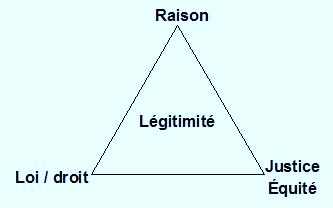 Raison
Légitimité
Loi / droit
Justice
Équité